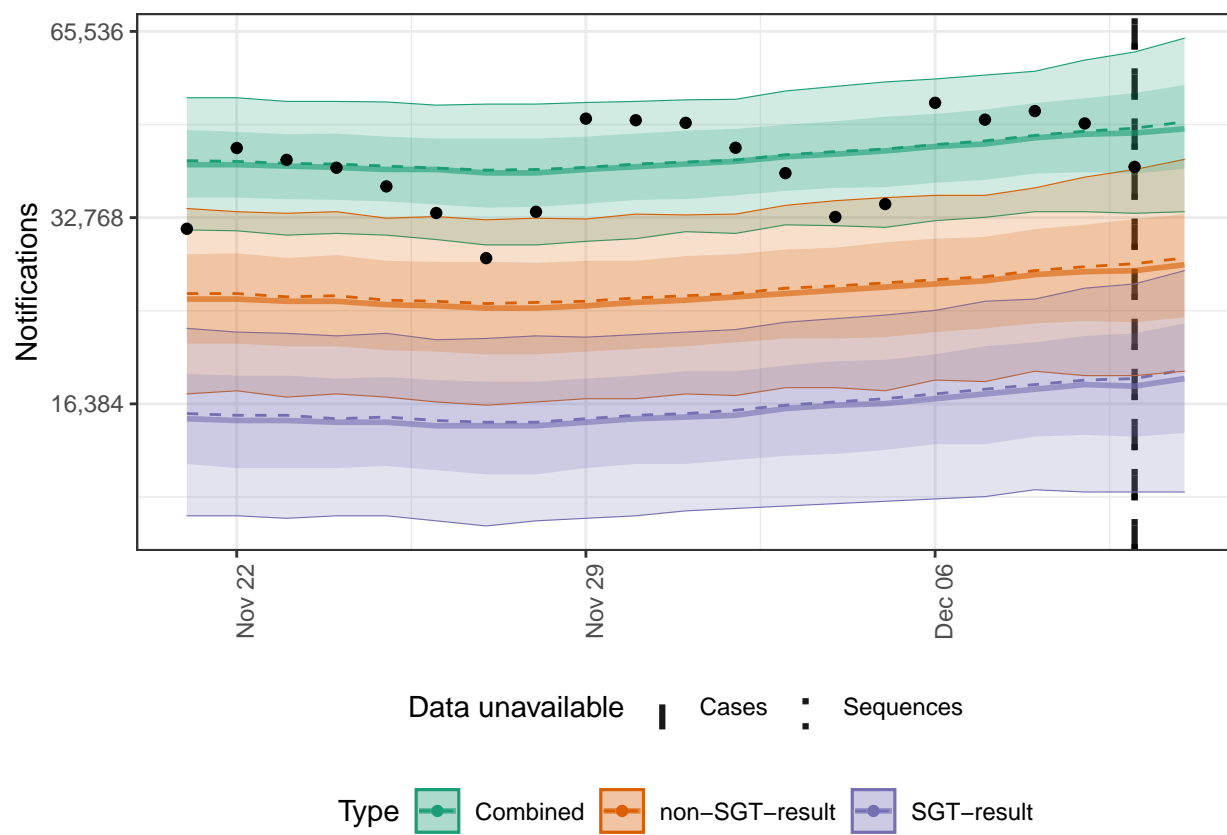 65,536
32,768
16,384
Notifications
Nov 22
Nov 29
Dec 06
Data unavailable Cases Sequences
Type Combined non−SGT−result SGT−result